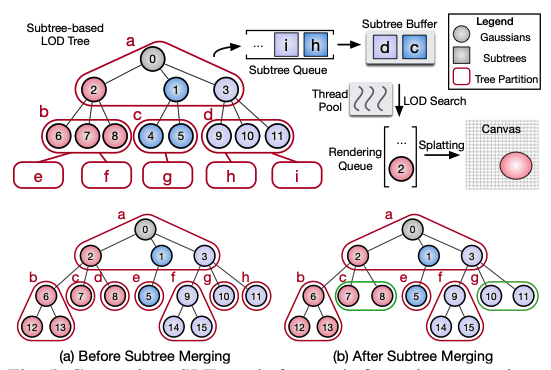 Subtree-based
LOD Tree
a
0
2
1
3
b
c
d
6
7
8
4
5
9
10
11
e
f
g
h
i
...
i
h
Subtree Queue
Subtree Buffer
d
c
Thread
Pool
LOD Search
Rendering
Queue
...
2
Splatting
Canvas
Legend
Gaussians
Subtrees
Tree Partition
a
0
2
1
3
b
c
d
e
f
g
h
6
7
8
5
9
10
11
12
13
14
15
(a) Before Subtree Merging
a
0
2
1
3
b
c
e
f
g
6
7
8
5
9
10
11
12
13
14
15
(b) After Subtree Merging